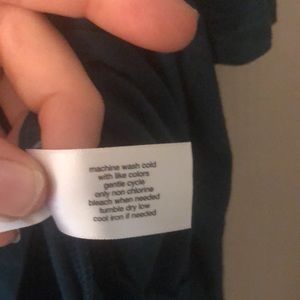 machine wash cold
with like colors
gentle cycle
only non chlorine
bleach when needed
tumble dry low
cool iron if needed